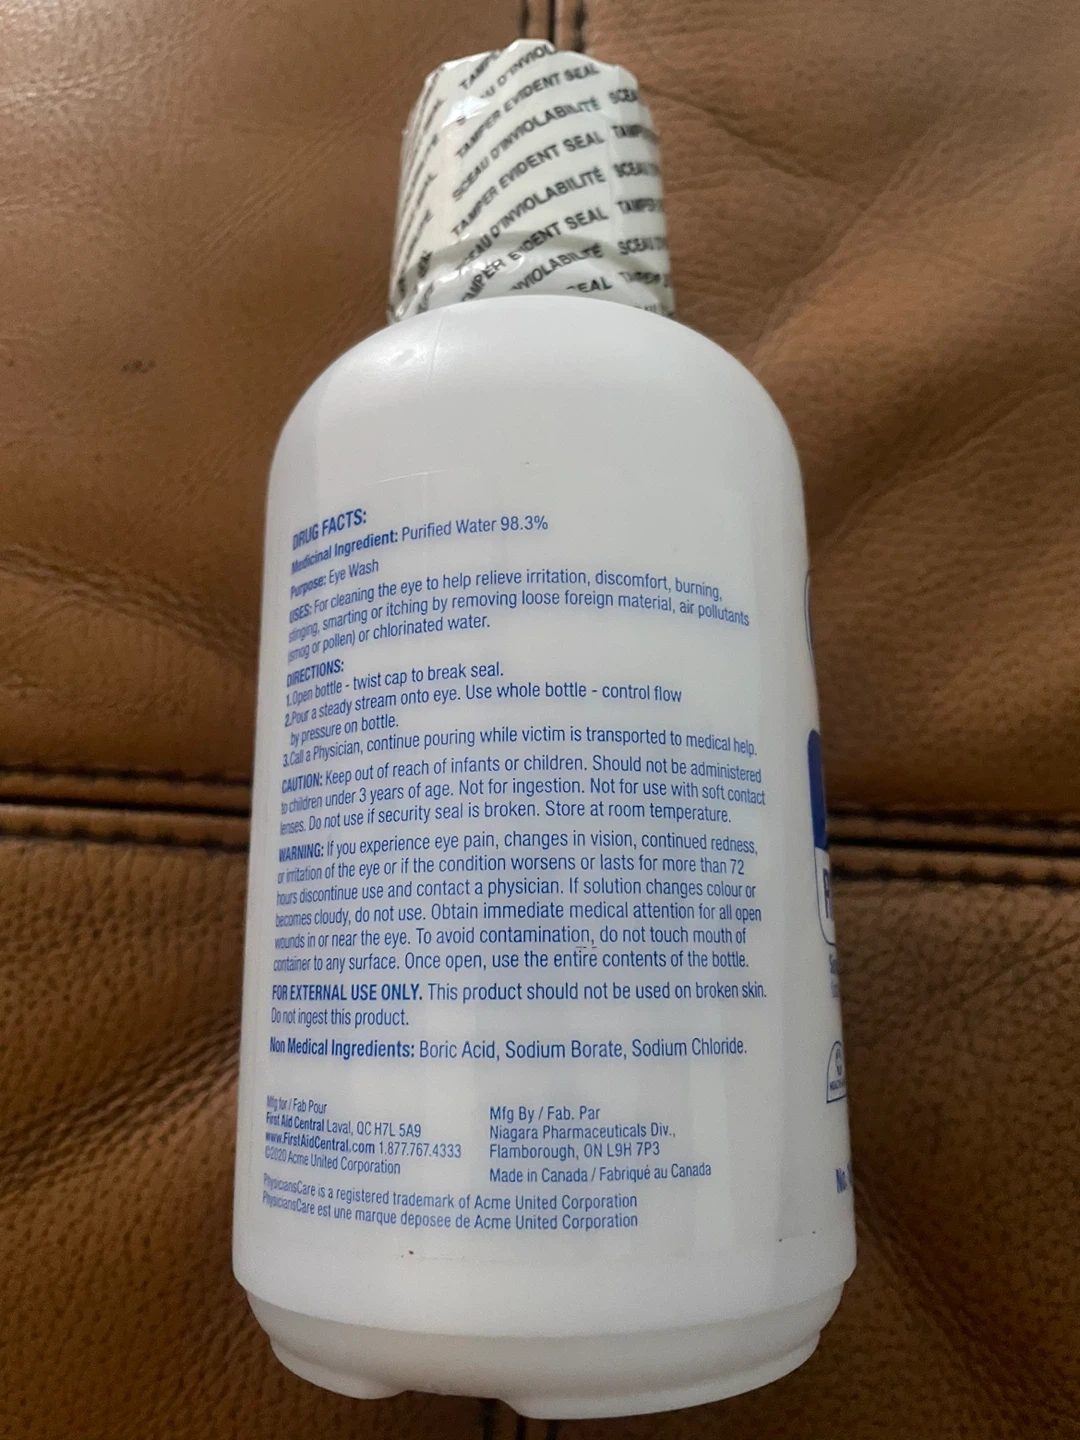 TAMPER EVIDENT SEAL
SCEAU D'INVIOLABILITÉ
TAMPER EVIDENT SEAL
SCEAU D'INVIOLABILITÉ
TAMPER EVIDENT SEAL
DRUG FACTS:
Medicinal Ingredient: Purified Water 98.3%
Purpose: Eye Wash
USES: For cleaning the eye to help relieve irritation, discomfort, burning,
stinging, smarting or itching by removing loose foreign material, air pollutants
(smog or pollen) or chlorinated water.
DIRECTIONS:
1.Open bottle - twist cap to break seal.
2.Pour a steady stream onto eye. Use whole bottle - control flow
by pressure on bottle.
3.Call a Physician, continue pouring while victim is transported to medical help.
CAUTION: Keep out of reach of infants or children. Should not be administered
to children under 3 years of age. Not for ingestion. Not for use with soft contact
lenses. Do not use if security seal is broken. Store at room temperature.
WARNING: If you experience eye pain, changes in vision, continued redness,
or irritation of the eye or if the condition worsens or lasts for more than 72
hours discontinue use and contact a physician. If solution changes colour or
becomes cloudy, do not use. Obtain immediate medical attention for all open
wounds in or near the eye. To avoid contamination, do not touch mouth of
container to any surface. Once open, use the entire contents of the bottle.
FOR EXTERNAL USE ONLY. This product should not be used on broken skin.
Do not ingest this product.
Non Medical Ingredients: Boric Acid, Sodium Borate, Sodium Chloride.
Mfg for / Fab Pour
First Aid Central Laval, QC H7L 5A9
www.FirstAidCentral.com 1.877.767.4333
©2020 Acme United Corporation
Mfg By / Fab. Par
Niagara Pharmaceuticals Div.,
Flamborough, ON L9H 7P3
Made in Canada / Fabriqué au Canada
PhysiciansCare is a registered trademark of Acme United Corporation
PhysiciansCare est une marque deposee de Acme United Corporation
No.